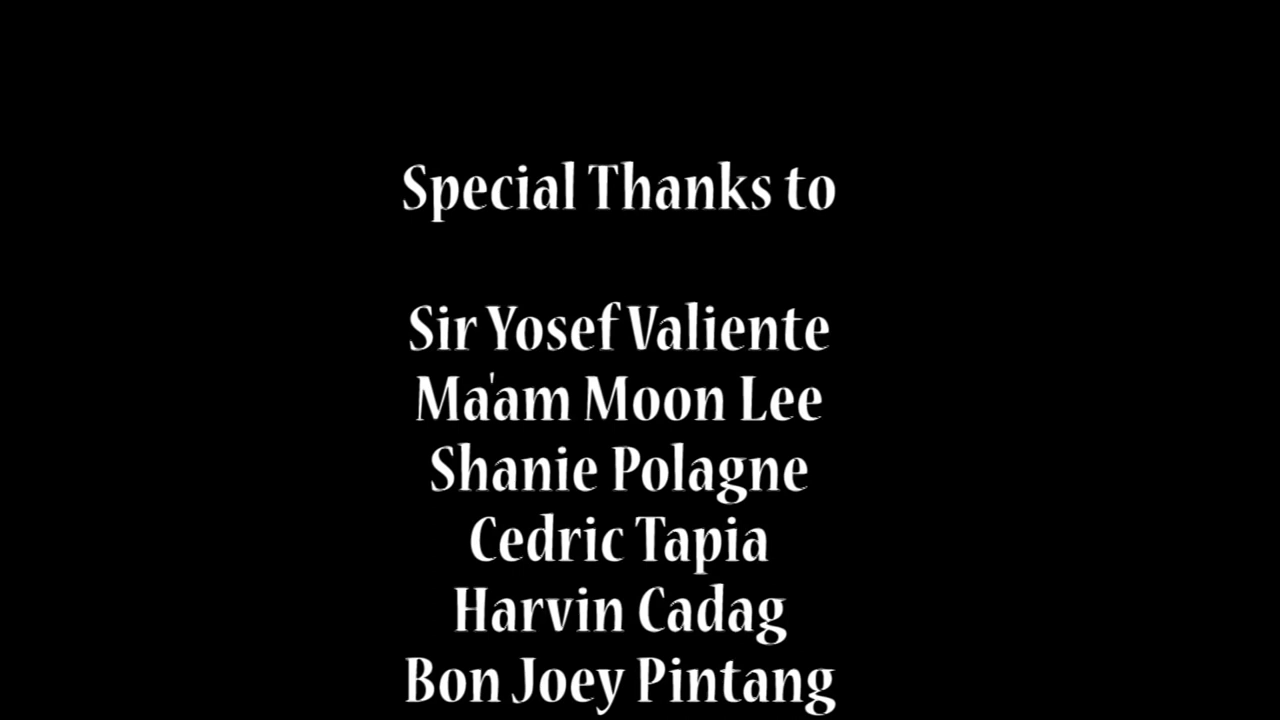 Special Thanks to
Sir Yosef Valiente
Ma'am Moon Lee
Shanie Polagne
Cedric Tapia
Harvin Cadag
Bon Joey Pintang